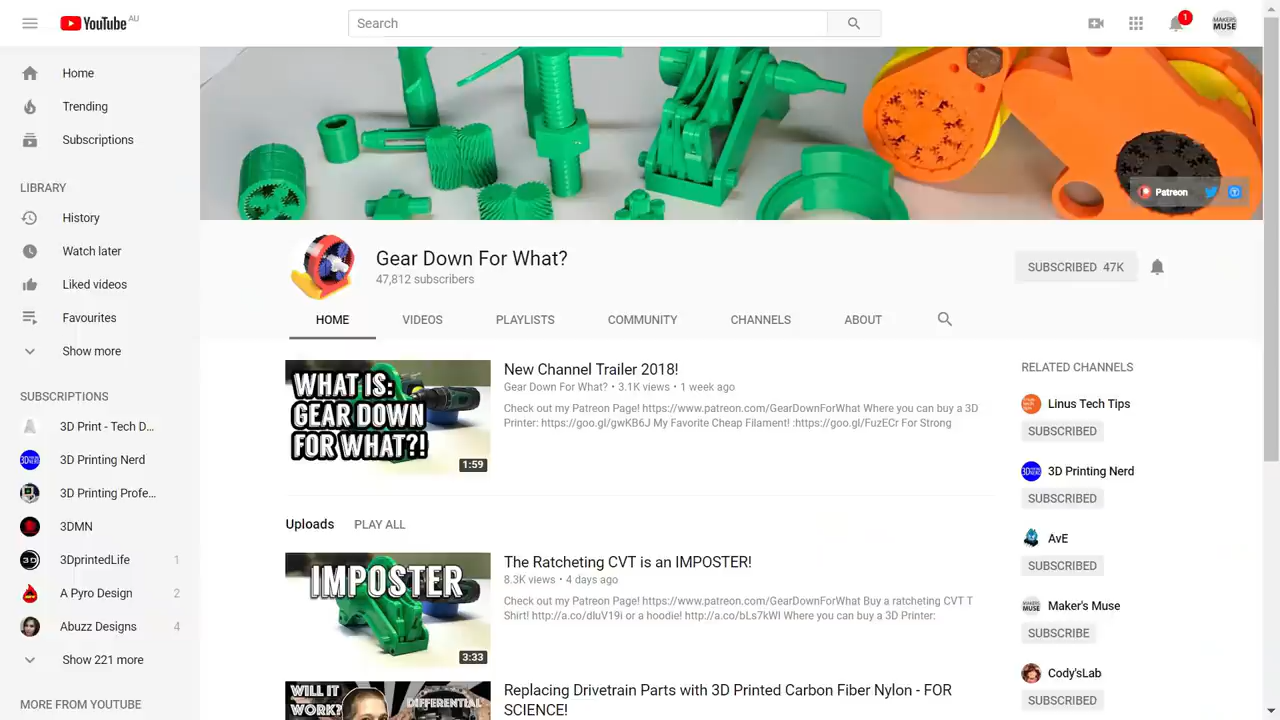 YouTube AU
Search
1
MAKER'S MUSE
Home
Trending
Subscriptions
LIBRARY
History
Watch later
Liked videos
Favourites
Show more
SUBSCRIPTIONS
3D Print - Tech D...
3D Printing Nerd
3D Printing Profe...
3DMN
3DprintedLife 1
A Pyro Design 2
Abuzz Designs 4
Show 221 more
MORE FROM YOUTUBE
Patreon
Gear Down For What?
47,812 subscribers
SUBSCRIBED 47K
HOME VIDEOS PLAYLISTS COMMUNITY CHANNELS ABOUT
WHAT IS:
GEAR DOWN
FOR WHAT?!
1:59
New Channel Trailer 2018!
Gear Down For What? • 3.1K views • 1 week ago
Check out my Patreon Page! https://www.patreon.com/GearDownForWhat Where you can buy a 3D
Printer: https://goo.gl/gwKB6J My Favorite Cheap Filament! :https://goo.gl/FuzECr For Strong
Uploads PLAY ALL
IMPOSTER
3:33
The Ratcheting CVT is an IMPOSTER!
8.3K views • 4 days ago
Check out my Patreon Page! https://www.patreon.com/GearDownForWhat Buy a ratcheting CVT T
Shirt! http://a.co/dluV19i or a hoodie! http://a.co/bLs7kWI Where you can buy a 3D Printer:
WILL IT
WORK?
DIFFERENTIAL
Replacing Drivetrain Parts with 3D Printed Carbon Fiber Nylon - FOR
SCIENCE!
RELATED CHANNELS
Linus Tech Tips
SUBSCRIBED
3D Printing Nerd
SUBSCRIBED
AvE
SUBSCRIBED
Maker's Muse
SUBSCRIBE
Cody'sLab
SUBSCRIBED